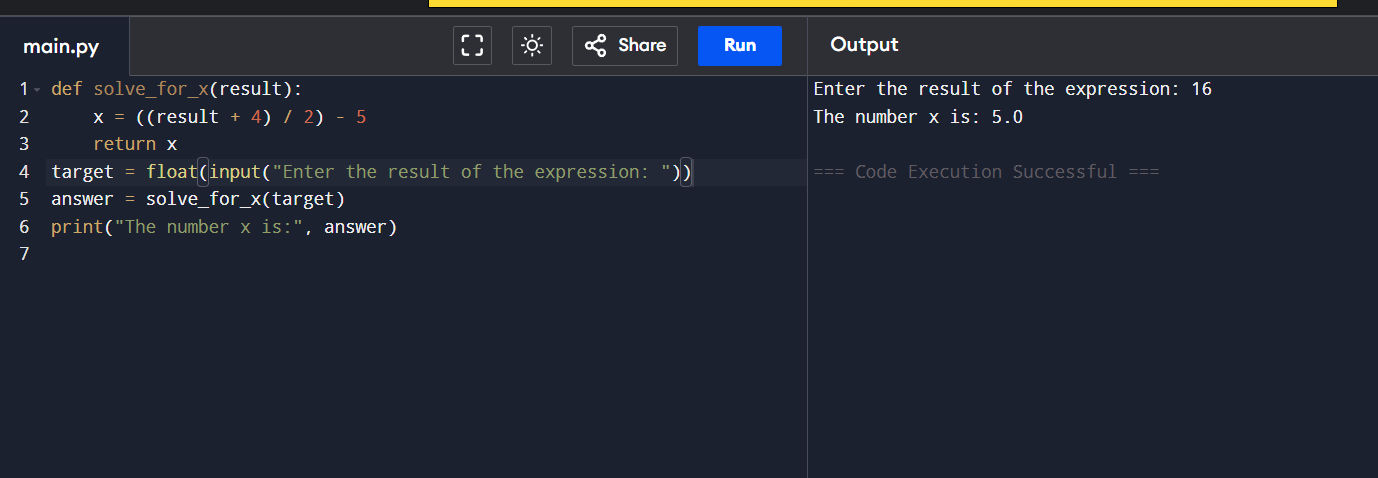 main.py
Share
Run
Output
1 def solve_for_x(result):
2     x = ((result + 4) / 2) - 5
3     return x
4 target = float(input("Enter the result of the expression: "))
5 answer = solve_for_x(target)
6 print("The number x is:", answer)
7
Enter the result of the expression: 16
The number x is: 5.0
=== Code Execution Successful ===